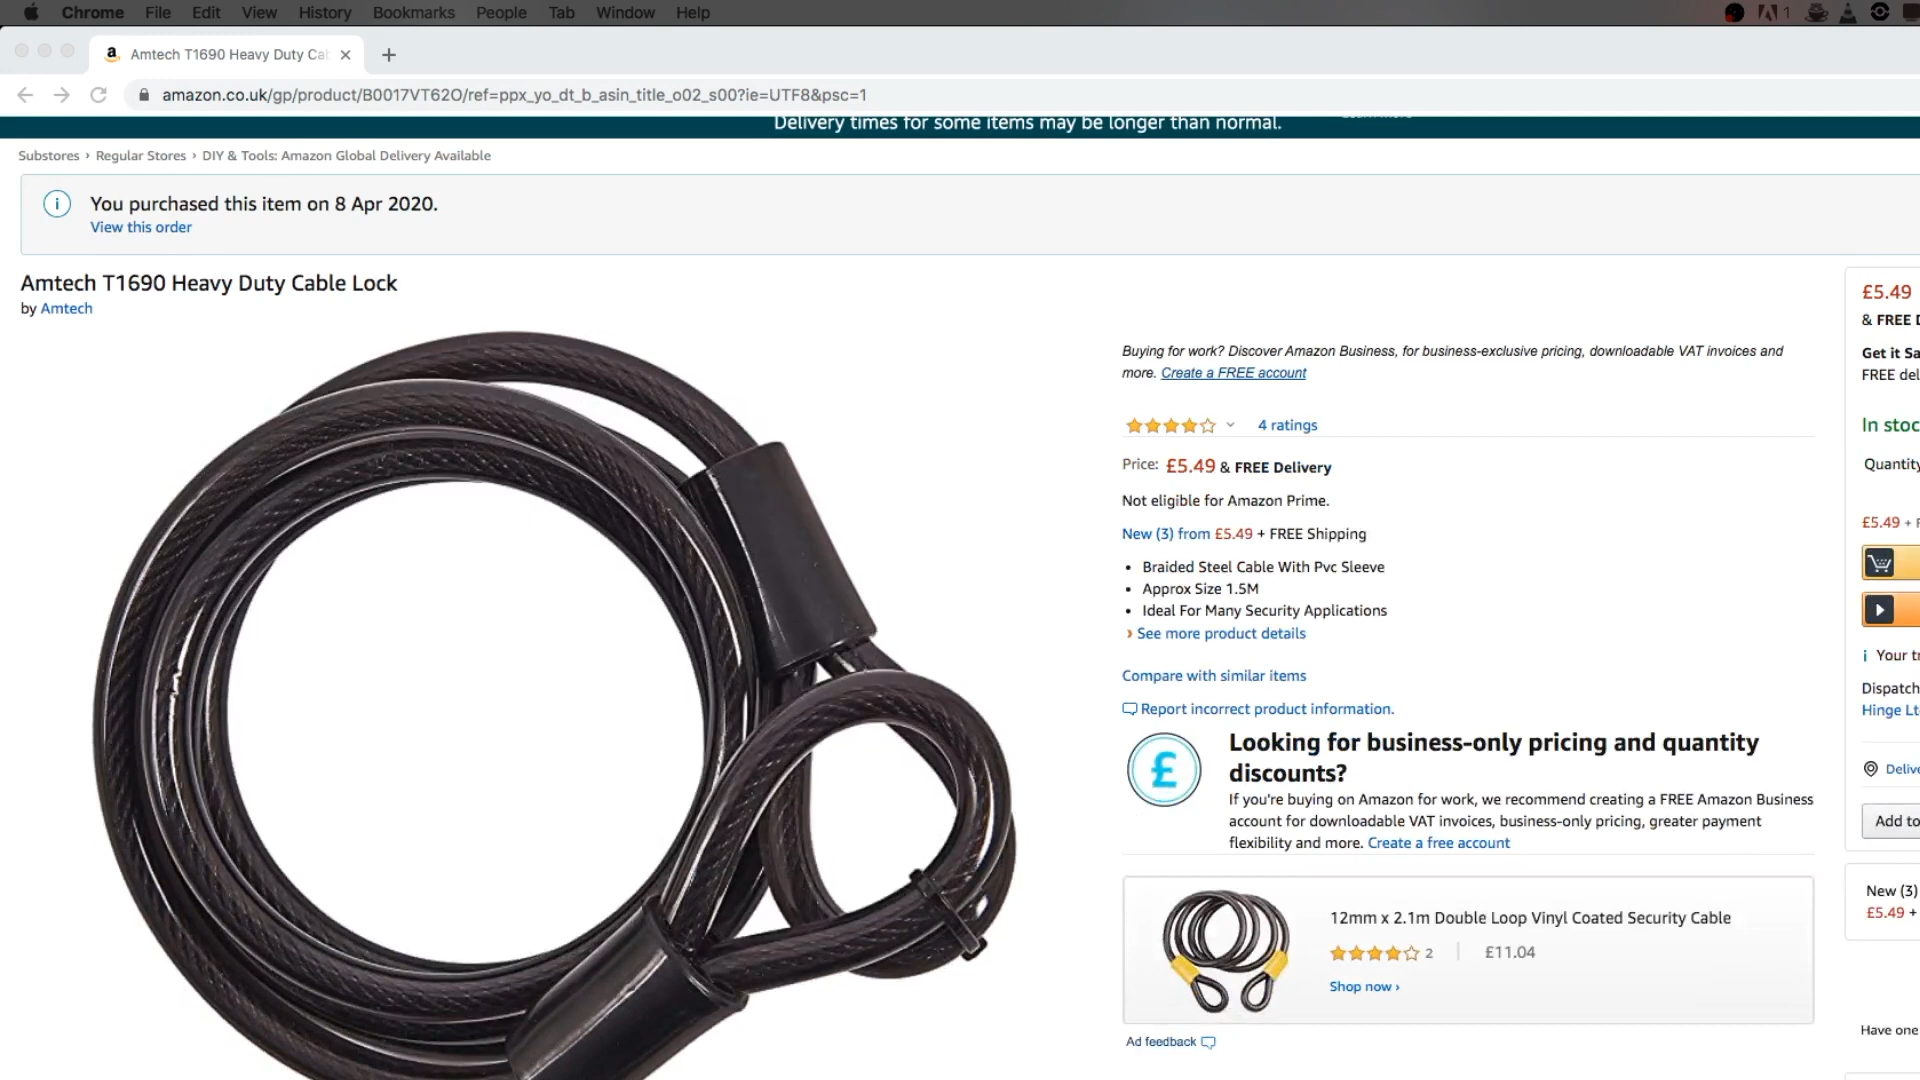 Chrome File Edit View History Bookmarks People Tab Window Help
1
a Amtech T1690 Heavy Duty Cab
amazon.co.uk/gp/product/B0017VT62O/ref=ppx_yo_dt_b_asin_title_o02_s00?ie=UTF8&psc=1
Delivery times for some items may be longer than normal.
Substores › Regular Stores › DIY & Tools: Amazon Global Delivery Available
You purchased this item on 8 Apr 2020.
View this order
Amtech T1690 Heavy Duty Cable Lock
by Amtech
Buying for work? Discover Amazon Business, for business-exclusive pricing, downloadable VAT invoices and
more. Create a FREE account
4 ratings
Price: £5.49 & FREE Delivery
Not eligible for Amazon Prime.
New (3) from £5.49 + FREE Shipping
• Braided Steel Cable With Pvc Sleeve
• Approx Size 1.5M
• Ideal For Many Security Applications
› See more product details
Compare with similar items
Report incorrect product information.
£
Looking for business-only pricing and quantity
discounts?
If you're buying on Amazon for work, we recommend creating a FREE Amazon Business
account for downloadable VAT invoices, business-only pricing, greater payment
flexibility and more. Create a free account
12mm x 2.1m Double Loop Vinyl Coated Security Cable
2 | £11.04
Shop now ›
Ad feedback
£5.49
& FREE D
Get it Sa
FREE del
In stoc
Quantity
£5.49 + F
Your tr
Dispatch
Hinge Lt
Delive
Add to
New (3)
£5.49 +
Have one